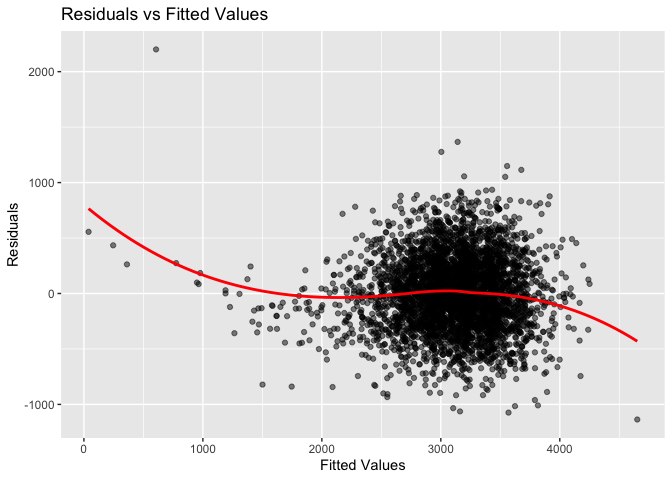 Residuals vs Fitted Values
2000
1000
0
-1000
Residuals
0 1000 2000 3000 4000
Fitted Values